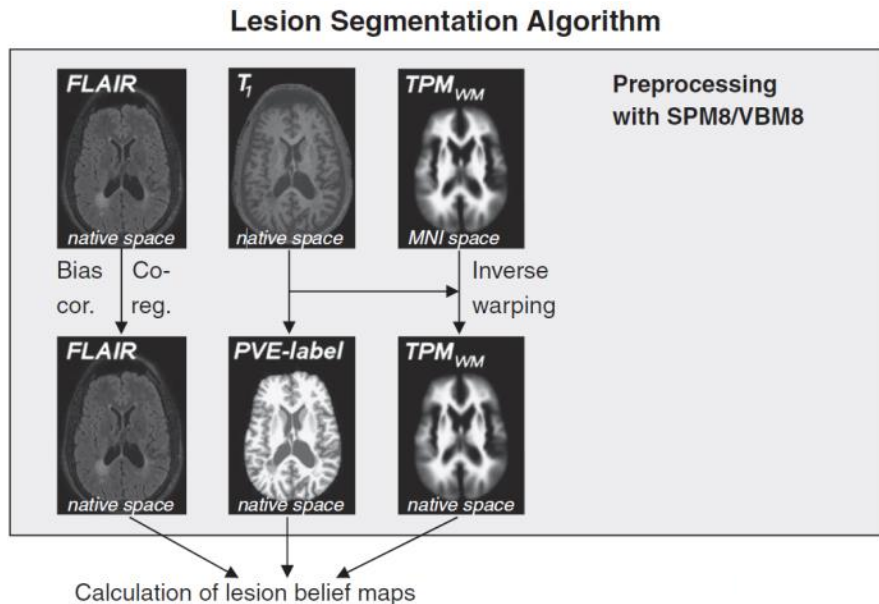 Lesion Segmentation Algorithm
FLAIR
native space
T1
native space
TPMWM
MNI space
Preprocessing
with SPM8/VBM8
Bias
cor.
Co-
reg.
Inverse
warping
FLAIR
native space
PVE-label
native space
TPMWM
native space
Calculation of lesion belief maps